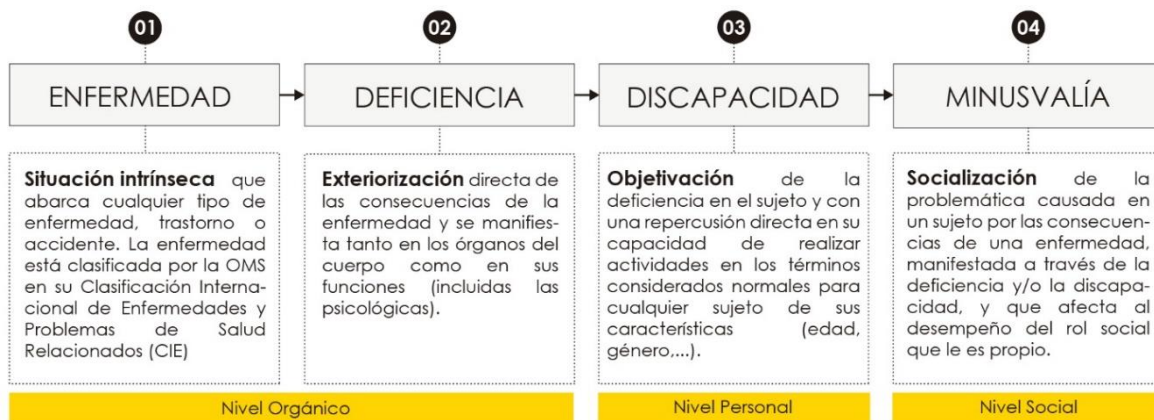 01
ENFERMEDAD
Situación intrínseca que
abarca cualquier tipo de
enfermedad, trastorno o
accidente. La enfermedad
está clasificada por la OMS
en su Clasificación Interna-
cional de Enfermedades y
Problemas de Salud
Relacionados (CIE)
02
DEFICIENCIA
Exteriorización directa de
las consecuencias de la
enfermedad y se manifies-
ta tanto en los órganos del
cuerpo como en sus
funciones (incluidas las
psicológicas).
Nivel Orgánico
03
DISCAPACIDAD
Objetivación de la
deficiencia en el sujeto y con
una repercusión directa en su
capacidad de realizar
actividades en los términos
considerados normales para
cualquier sujeto de sus
características (edad,
género,...).
Nivel Personal
04
MINUSVALÍA
Socialización de la
problemática causada en
un sujeto por las consecuen-
cias de una enfermedad,
manifestada a través de la
deficiencia y/o la discapa-
cidad, y que afecta al
desempeño del rol social
que le es propio.
Nivel Social